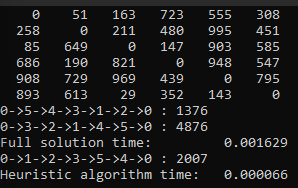 0 51 163 723 555 308
258 0 211 480 995 451
85 649 0 147 903 585
686 190 821 0 948 547
908 729 969 439 0 795
893 613 29 352 143 0
0->5->4->3->1->2->0 : 1376
0->3->2->1->4->5->0 : 4876
Full solution time: 0.001629
0->1->2->3->5->4->0 : 2007
Heuristic algorithm time: 0.000066